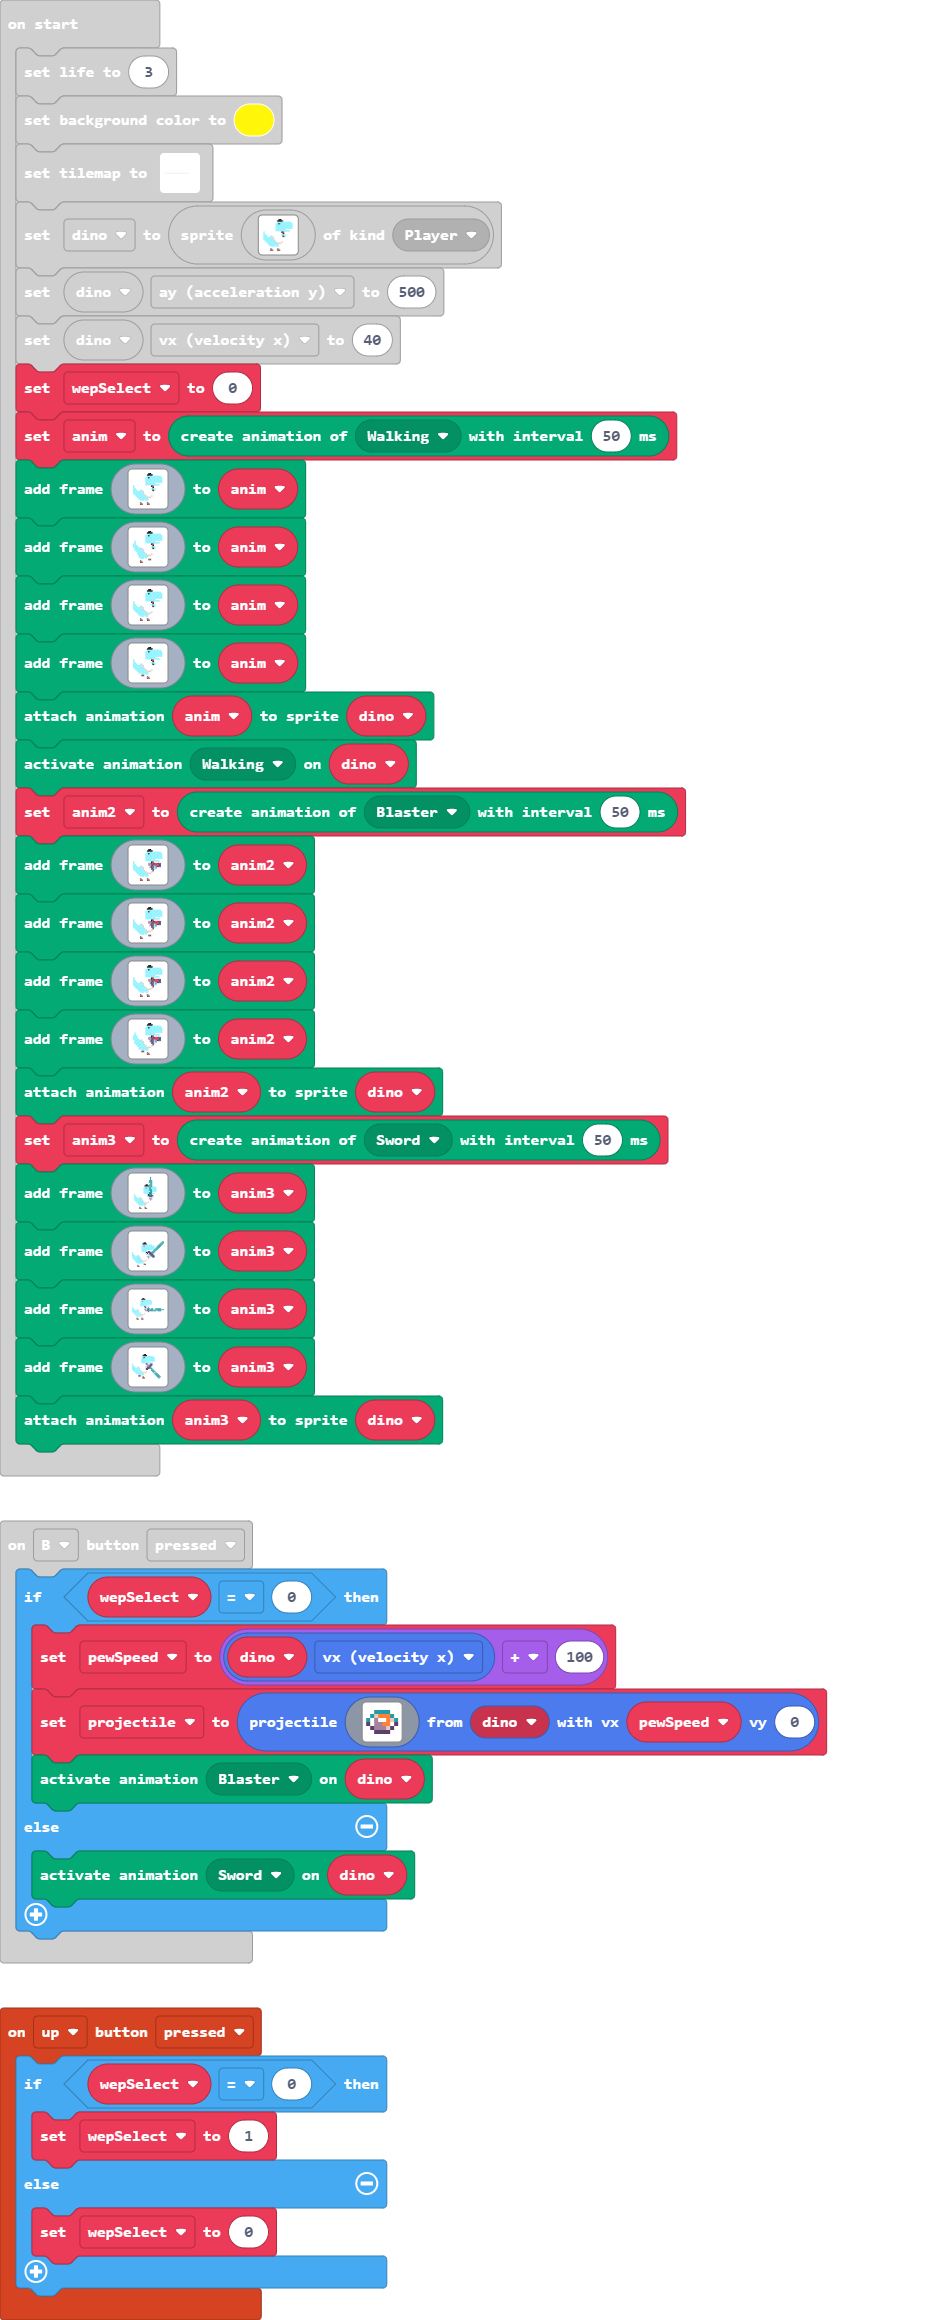 on start
set life to 3
set background color to
set tilemap to
set dino to sprite of kind Player
set dino ay (acceleration y) to 500
set dino vx (velocity x) to 40
set wepSelect to 0
set anim to create animation of Walking with interval 50 ms
add frame to anim
add frame to anim
add frame to anim
add frame to anim
attach animation anim to sprite dino
activate animation Walking on dino
set anim2 to create animation of Blaster with interval 50 ms
add frame to anim2
add frame to anim2
add frame to anim2
add frame to anim2
attach animation anim2 to sprite dino
set anim3 to create animation of Sword with interval 50 ms
add frame to anim3
add frame to anim3
add frame to anim3
add frame to anim3
attach animation anim3 to sprite dino
on B button pressed
if wepSelect = 0 then
set pewSpeed to dino vx (velocity x) + 100
set projectile to projectile from dino with vx pewSpeed vy 0
activate animation Blaster on dino
else
activate animation Sword on dino
on up button pressed
if wepSelect = 0 then
set wepSelect to 1
else
set wepSelect to 0